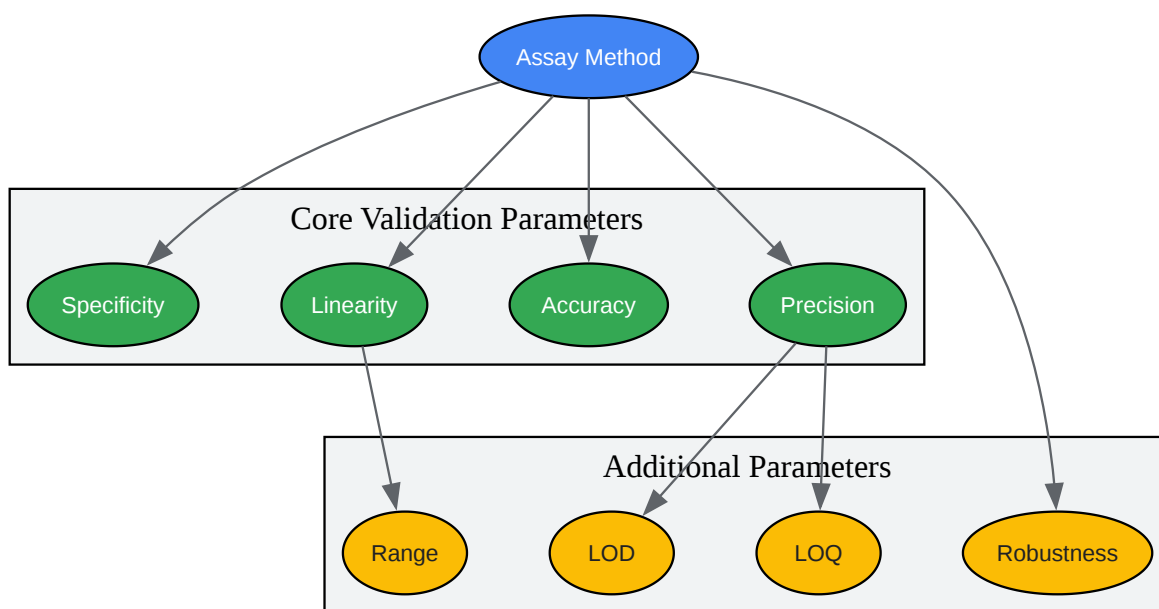 Assay Method
Core Validation Parameters
Specificity
Linearity
Accuracy
Precision
Additional Parameters
Range
LOD
LOQ
Robustness